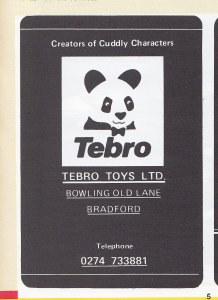 Creators of Cuddly Characters
Tebro
TEBRO TOYS LTD.
BOWLING OLD LANE
BRADFORD
Telephone
0274 733881
5